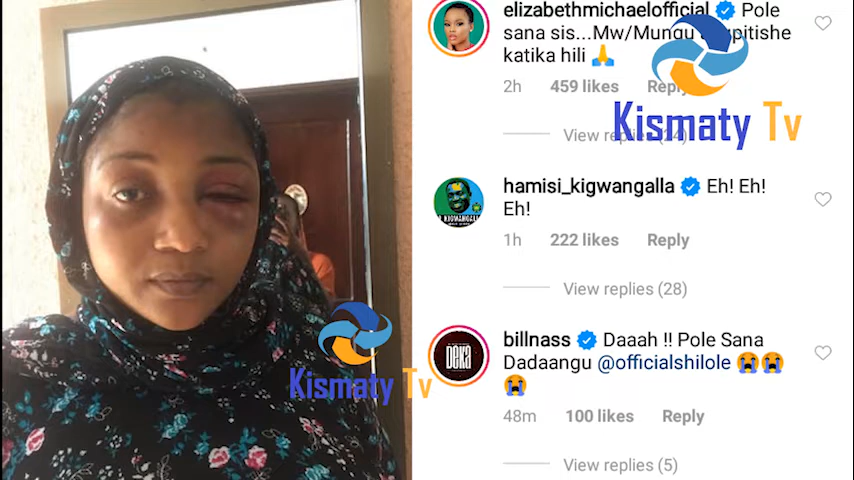 elizabethmichaelofficial Pole
sana sis...Mw/Mungu
katika hili 🙏
2h 459 likes Reply
View replies
Kismaty Tv
hamisi_kigwangalla Eh! Eh!
Eh!
1h 222 likes Reply
View replies (28)
billnass Daaah !! Pole Sana
Dadaangu @officialshilole 😭😭
😭
48m 100 likes Reply
View replies (5)
Kismaty Tv